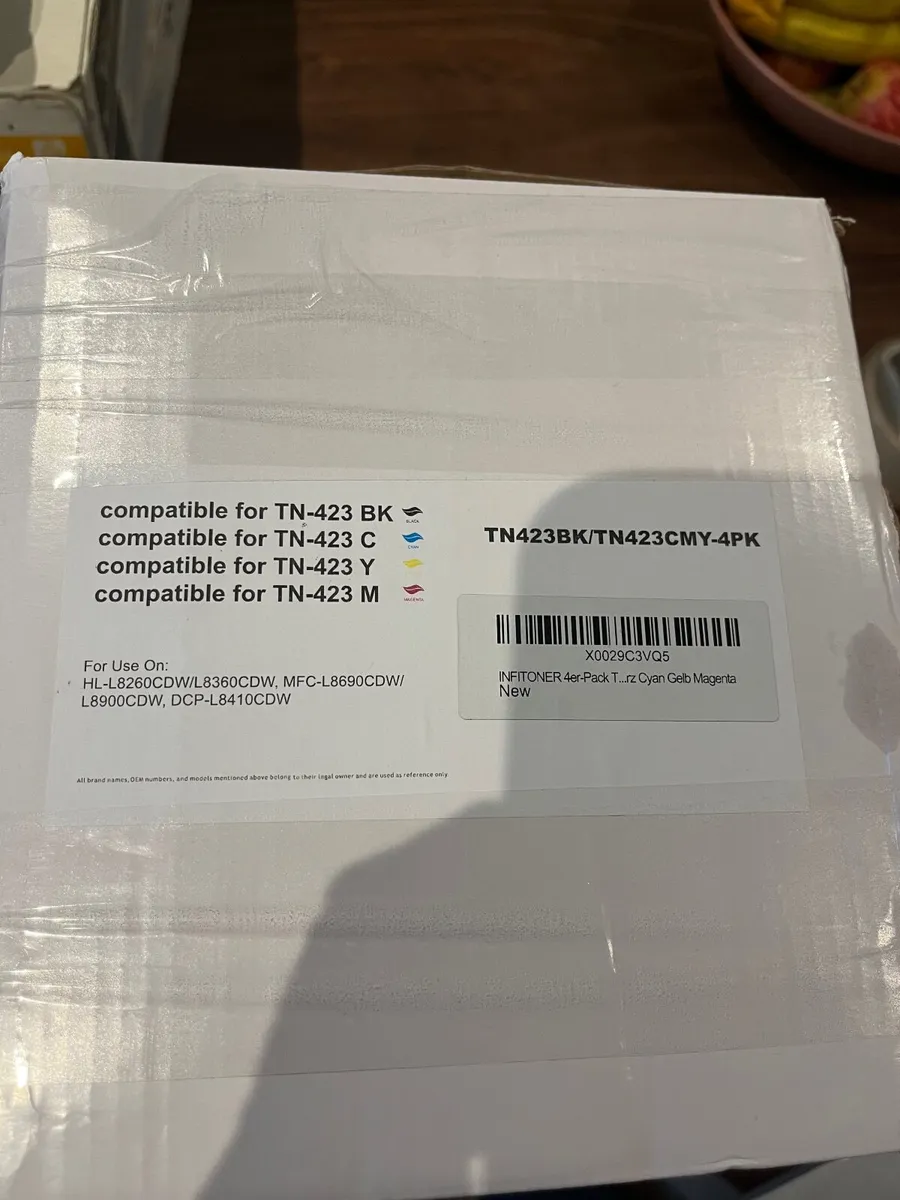 compatible for TN-423 BK
BLACK
compatible for TN-423 C
CYAN
compatible for TN-423 Y
compatible for TN-423 M
MAGENTA
For Use On:
HL-L8260CDW/L8360CDW, MFC-L8690CDW/
L8900CDW, DCP-L8410CDW
All brand names, OEM numbers, and models mentioned above belong to their legal owner and are used as reference only
TN423BK/TN423CMY-4PK
X0029C3VQ5
INFITONER 4er-Pack T...rz Cyan Gelb Magenta
New